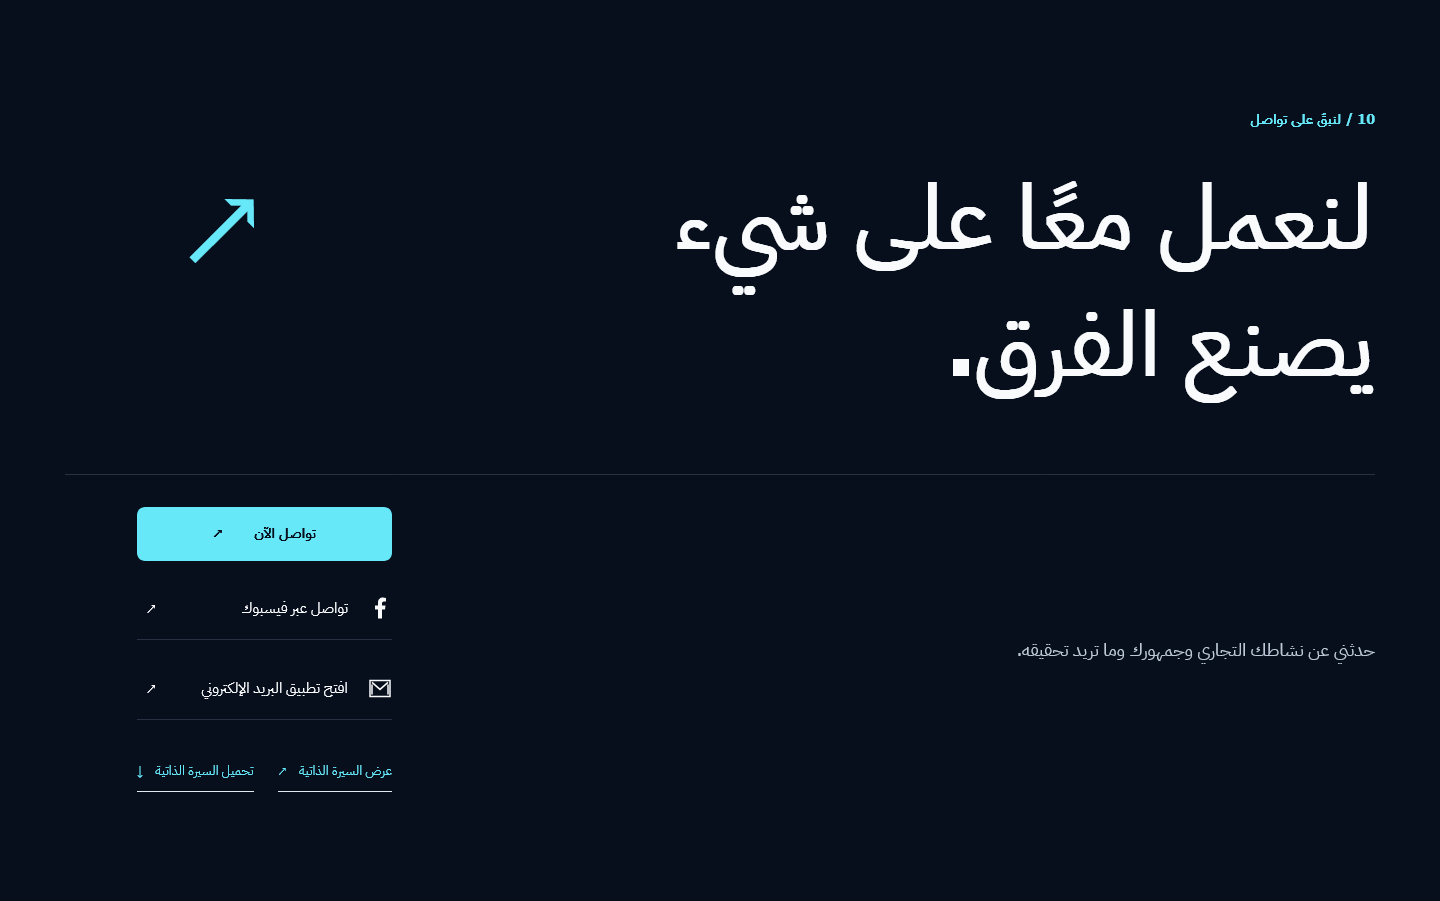 10 / لنبقَ على تواصل
لنعمل معًا على شيء
يصنع الفرق.
↗
حدثني عن نشاطك التجاري وجمهورك وما تريد تحقيقه.
تواصل الآن ↗
تواصل عبر فيسبوك ↗
افتح تطبيق البريد الإلكتروني ↗
عرض السيرة الذاتية ↗
تحميل السيرة الذاتية ↓